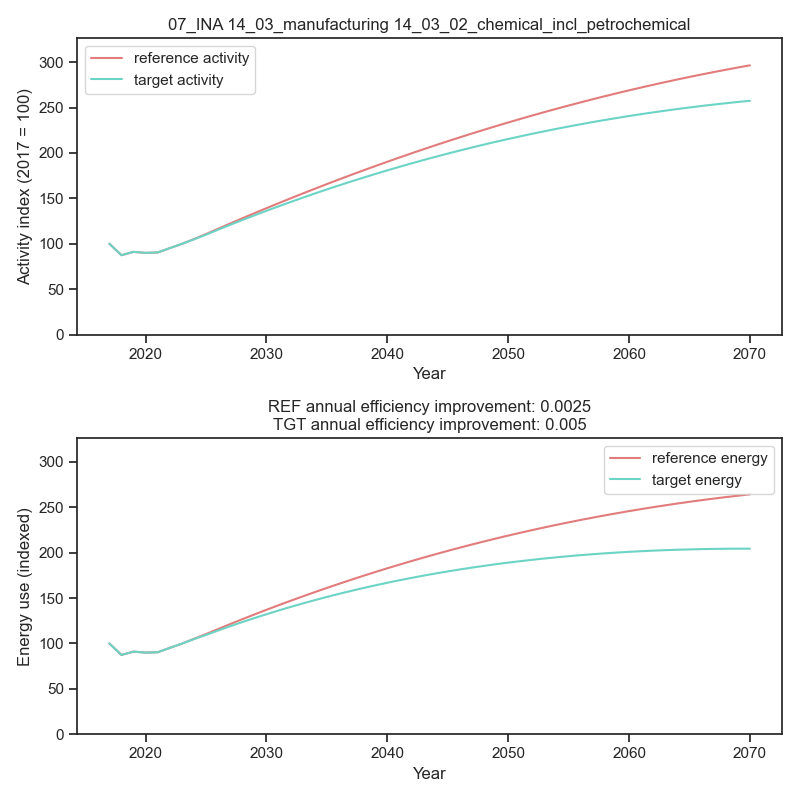 07_INA 14_03_manufacturing 14_03_02_chemical_incl_petrochemical
reference activity
target activity
Activity index (2017 = 100)
300
250
200
150
100
50
0
2020 2030 2040 2050 2060 2070
Year
REF annual efficiency improvement: 0.0025
TGT annual efficiency improvement: 0.005
reference energy
target energy
Energy use (indexed)
300
250
200
150
100
50
0
2020 2030 2040 2050 2060 2070
Year